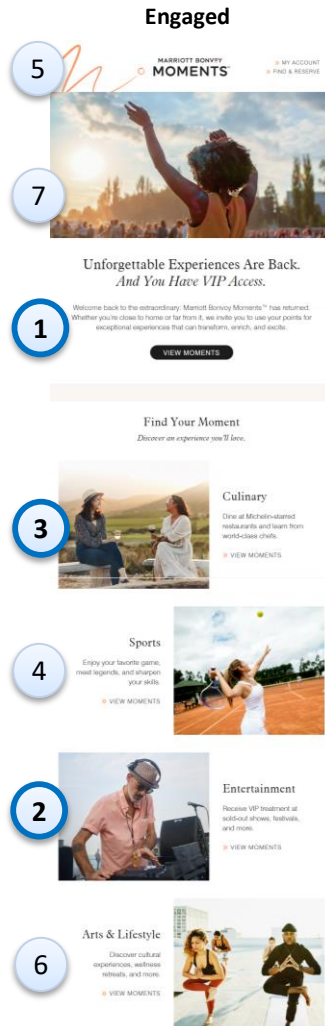 Engaged
5
MARRIOTT BONVOY
MOMENTS™
» MY ACCOUNT
» FIND & RESERVE
7
Unforgettable Experiences Are Back.
And You Have VIP Access.
1
Welcome back to the extraordinary: Marriott Bonvoy Moments™ has returned.
Whether you're close to home or far from it, we invite you to use your points for
exceptional experiences that can transform, enrich, and excite.
VIEW MOMENTS
Find Your Moment
Discover an experience you'll love.
3
Culinary
Dine at Michelin-starred
restaurants and learn from
world-class chefs.
» VIEW MOMENTS
4
Sports
Enjoy your favorite game,
meet legends, and sharpen
your skills.
» VIEW MOMENTS
2
Entertainment
Receive VIP treatment at
sold-out shows, festivals,
and more.
» VIEW MOMENTS
6
Arts & Lifestyle
Discover cultural
experiences, wellness
retreats, and more.
» VIEW MOMENTS